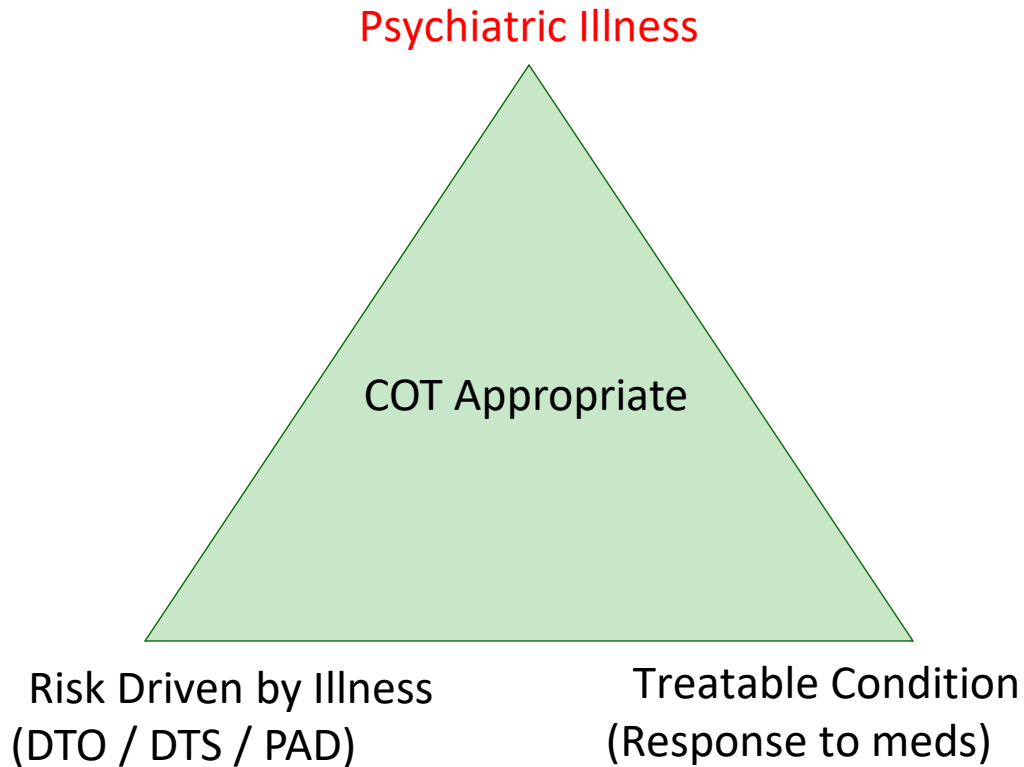 Psychiatric Illness
COT Appropriate
Risk Driven by Illness
(DTO / DTS / PAD)
Treatable Condition
(Response to meds)